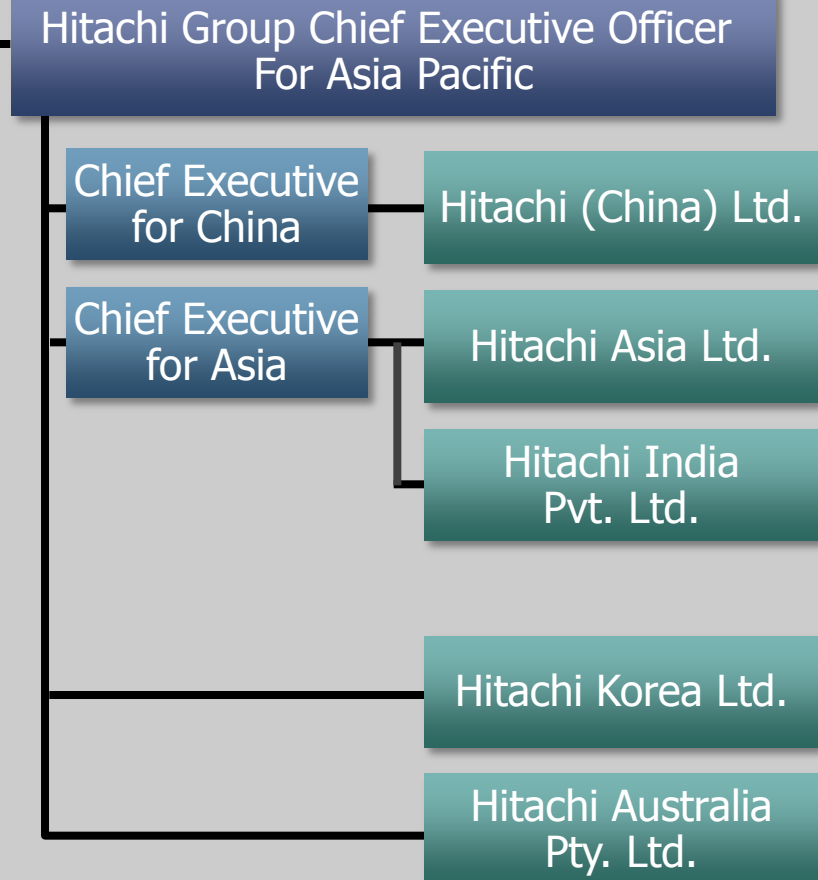 Hitachi Group Chief Executive Officer
For Asia Pacific
Chief Executive
for China
Hitachi (China) Ltd.
Chief Executive
for Asia
Hitachi Asia Ltd.
Hitachi India
Pvt. Ltd.
Hitachi Korea Ltd.
Hitachi Australia
Pty. Ltd.